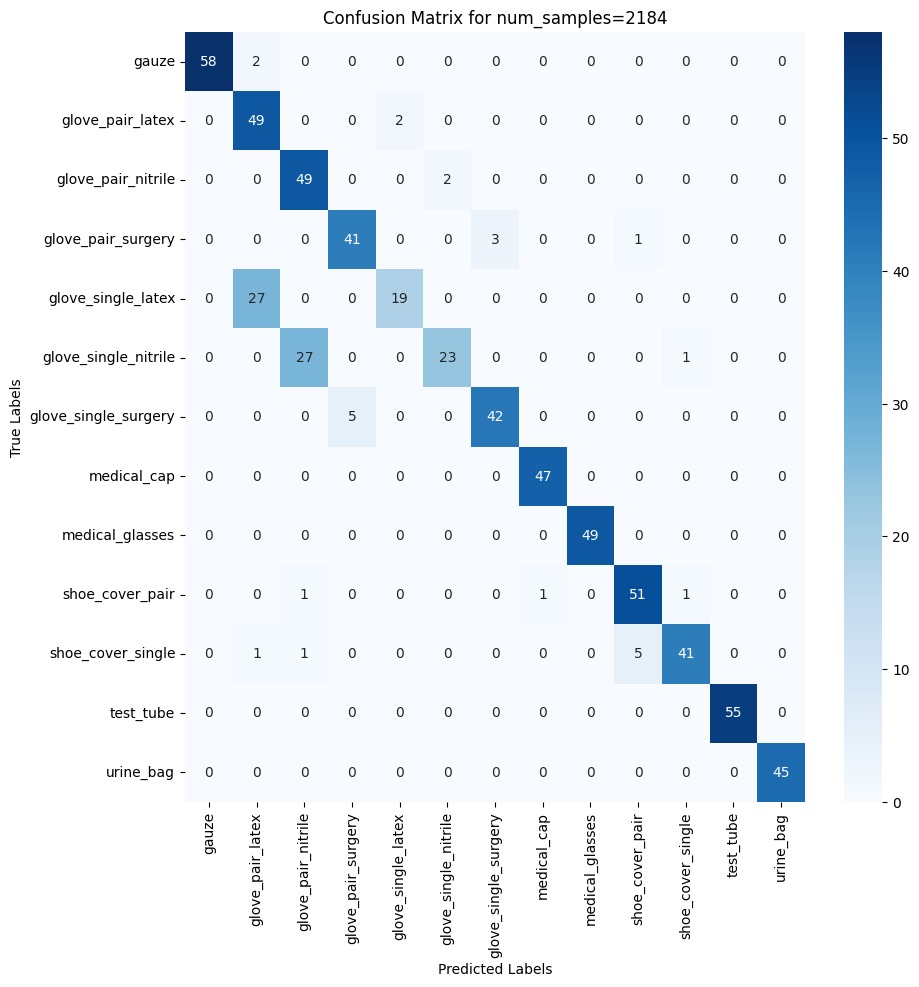 Confusion Matrix for num_samples=2184
True Labels
gauze 58 2 0 0 0 0 0 0 0 0 0 0 0
glove_pair_latex 0 49 0 0 2 0 0 0 0 0 0 0 0
glove_pair_nitrile 0 0 49 0 0 2 0 0 0 0 0 0 0
glove_pair_surgery 0 0 0 41 0 0 3 0 0 1 0 0 0
glove_single_latex 0 27 0 0 19 0 0 0 0 0 0 0 0
glove_single_nitrile 0 0 27 0 0 23 0 0 0 0 1 0 0
glove_single_surgery 0 0 0 5 0 0 42 0 0 0 0 0 0
medical_cap 0 0 0 0 0 0 0 47 0 0 0 0 0
medical_glasses 0 0 0 0 0 0 0 0 49 0 0 0 0
shoe_cover_pair 0 0 1 0 0 0 0 1 0 51 1 0 0
shoe_cover_single 0 1 1 0 0 0 0 0 0 5 41 0 0
test_tube 0 0 0 0 0 0 0 0 0 0 0 55 0
urine_bag 0 0 0 0 0 0 0 0 0 0 0 0 45
gauze
glove_pair_latex
glove_pair_nitrile
glove_pair_surgery
glove_single_latex
glove_single_nitrile
glove_single_surgery
medical_cap
medical_glasses
shoe_cover_pair
shoe_cover_single
test_tube
urine_bag
Predicted Labels
50
40
30
20
10
0